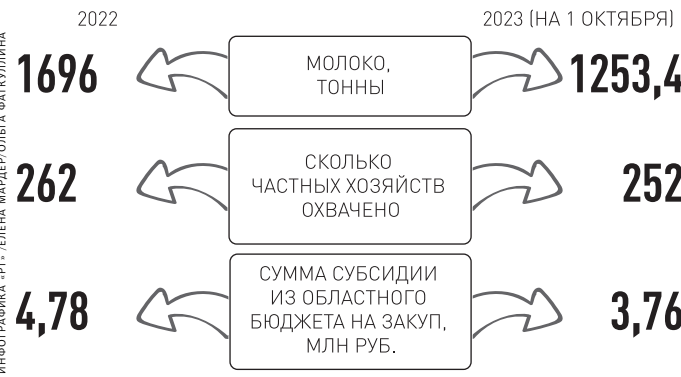 2022
2023 (НА 1 ОКТЯБРЯ)
1696
МОЛОКО,
ТОННЫ
1253,4
262
СКОЛЬКО
ЧАСТНЫХ ХОЗЯЙСТВ
ОХВАЧЕНО
252
4,78
СУММА СУБСИДИИ
ИЗ ОБЛАСТНОГО
БЮДЖЕТА НА ЗАКУП,
МЛН РУБ.
3,76
ИНФОГРАФИКА «РТ» /ЕЛЕНА МАРДЕР/ОЛЬГА ФАТКУЛЛИНА